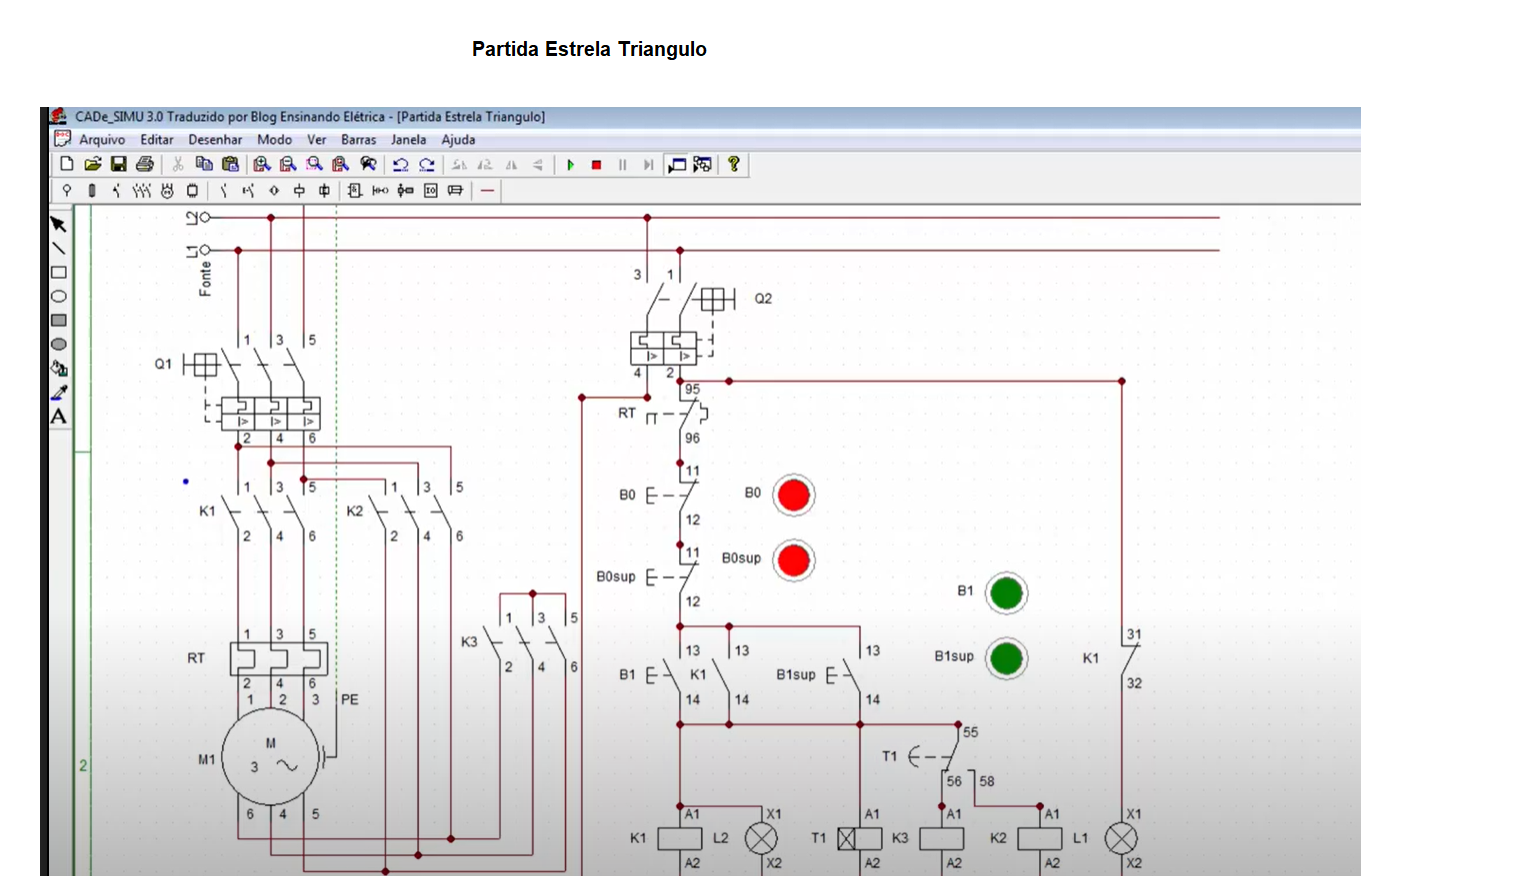 Partida Estrela Triangulo
CADe_SIMU 3.0 Traduzido por Blog Ensinando Elétrica - [Partida Estrela Triangulo]
Arquivo Editar Desenhar Modo Ver Barras Janela Ajuda
L2
L1
Fonte
3 1
Q2
1 3 5
Q1
4 2
95
RT
96
2 4 6
11
1 3 5
1 3 5
B0
B0
K1
K2
12
2 4 6
2 4 6
11
B0sup
B0sup
B1
12
1 3 5
1 3 5
31
K3
13 13 13
RT
B1sup
K1
2 4 6
B1 K1 B1sup
2 4 6
32
1 2 3 PE
14 14 14
55
M
T1
M1
3
2
56 58
6 4 5
A1 X1 A1 A1 A1 X1
K1 L2 T1 K3 K2 L1
A2 X2 A2 A2 A2 X2